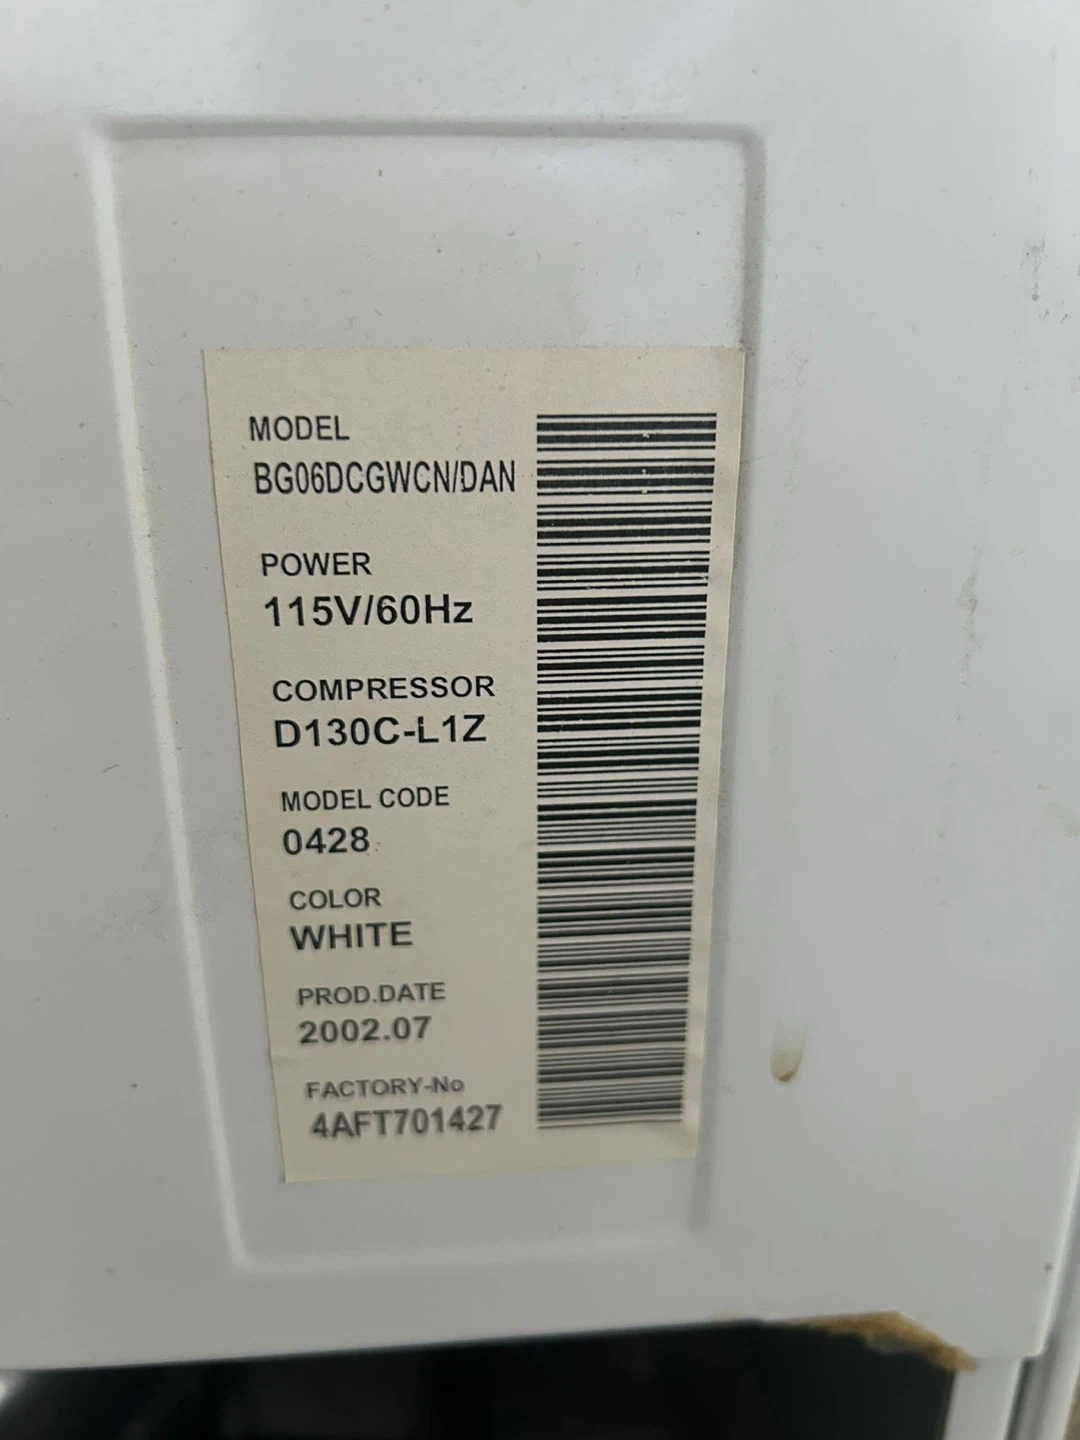 MODEL
BG06DCGWCN/DAN
POWER
115V/60Hz
COMPRESSOR
D130C-L1Z
MODEL CODE
0428
COLOR
WHITE
PROD.DATE
2002.07
FACTORY-No
4AFT701427